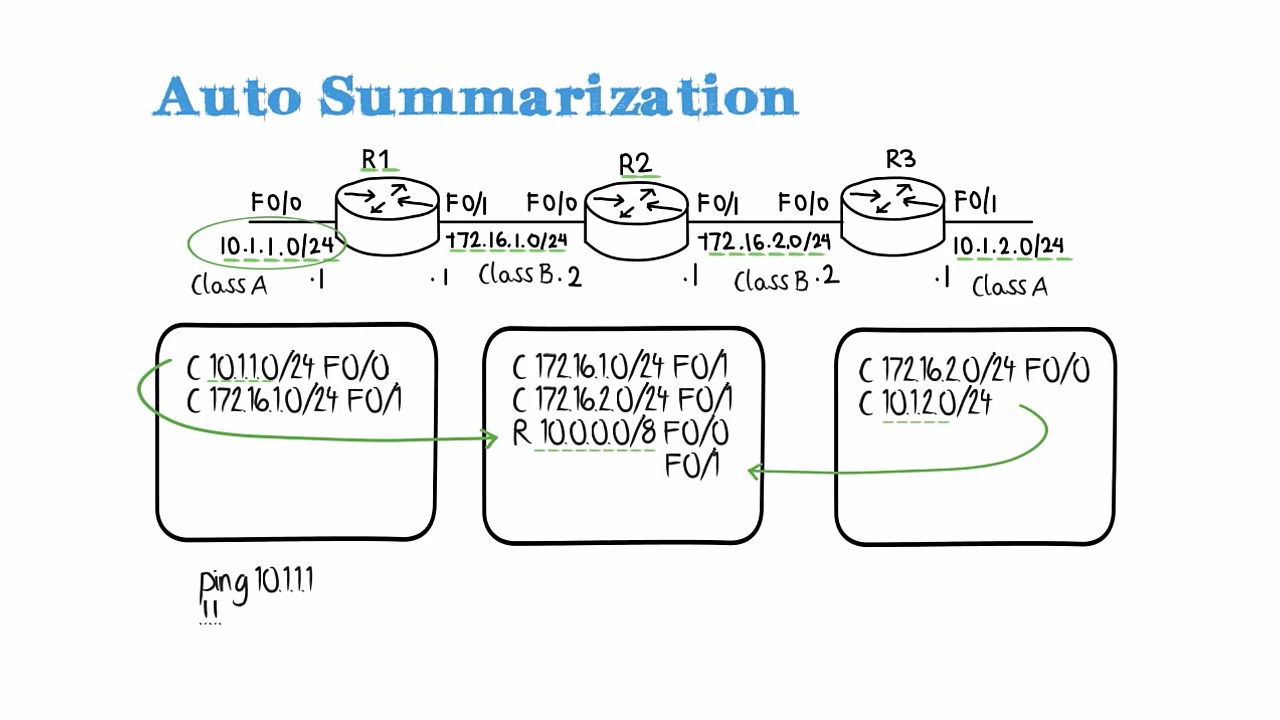 Auto Summarization
R1 R2 R3
F0/0 F0/1 F0/0 F0/1 F0/0 F0/1
10.1.1.0/24 172.16.1.0/24 172.16.2.0/24 10.1.2.0/24
Class A .1 .1 Class B .2 .1 Class B .2 .1 Class A
C 10.1.1.0/24 F0/0
C 172.16.1.0/24 F0/1
C 172.16.1.0/24 F0/1
C 172.16.2.0/24 F0/1
R 10.0.0.0/8 F0/0
F0/1
C 172.16.2.0/24 F0/0
C 10.1.2.0/24
ping 10.1.1.1
!!